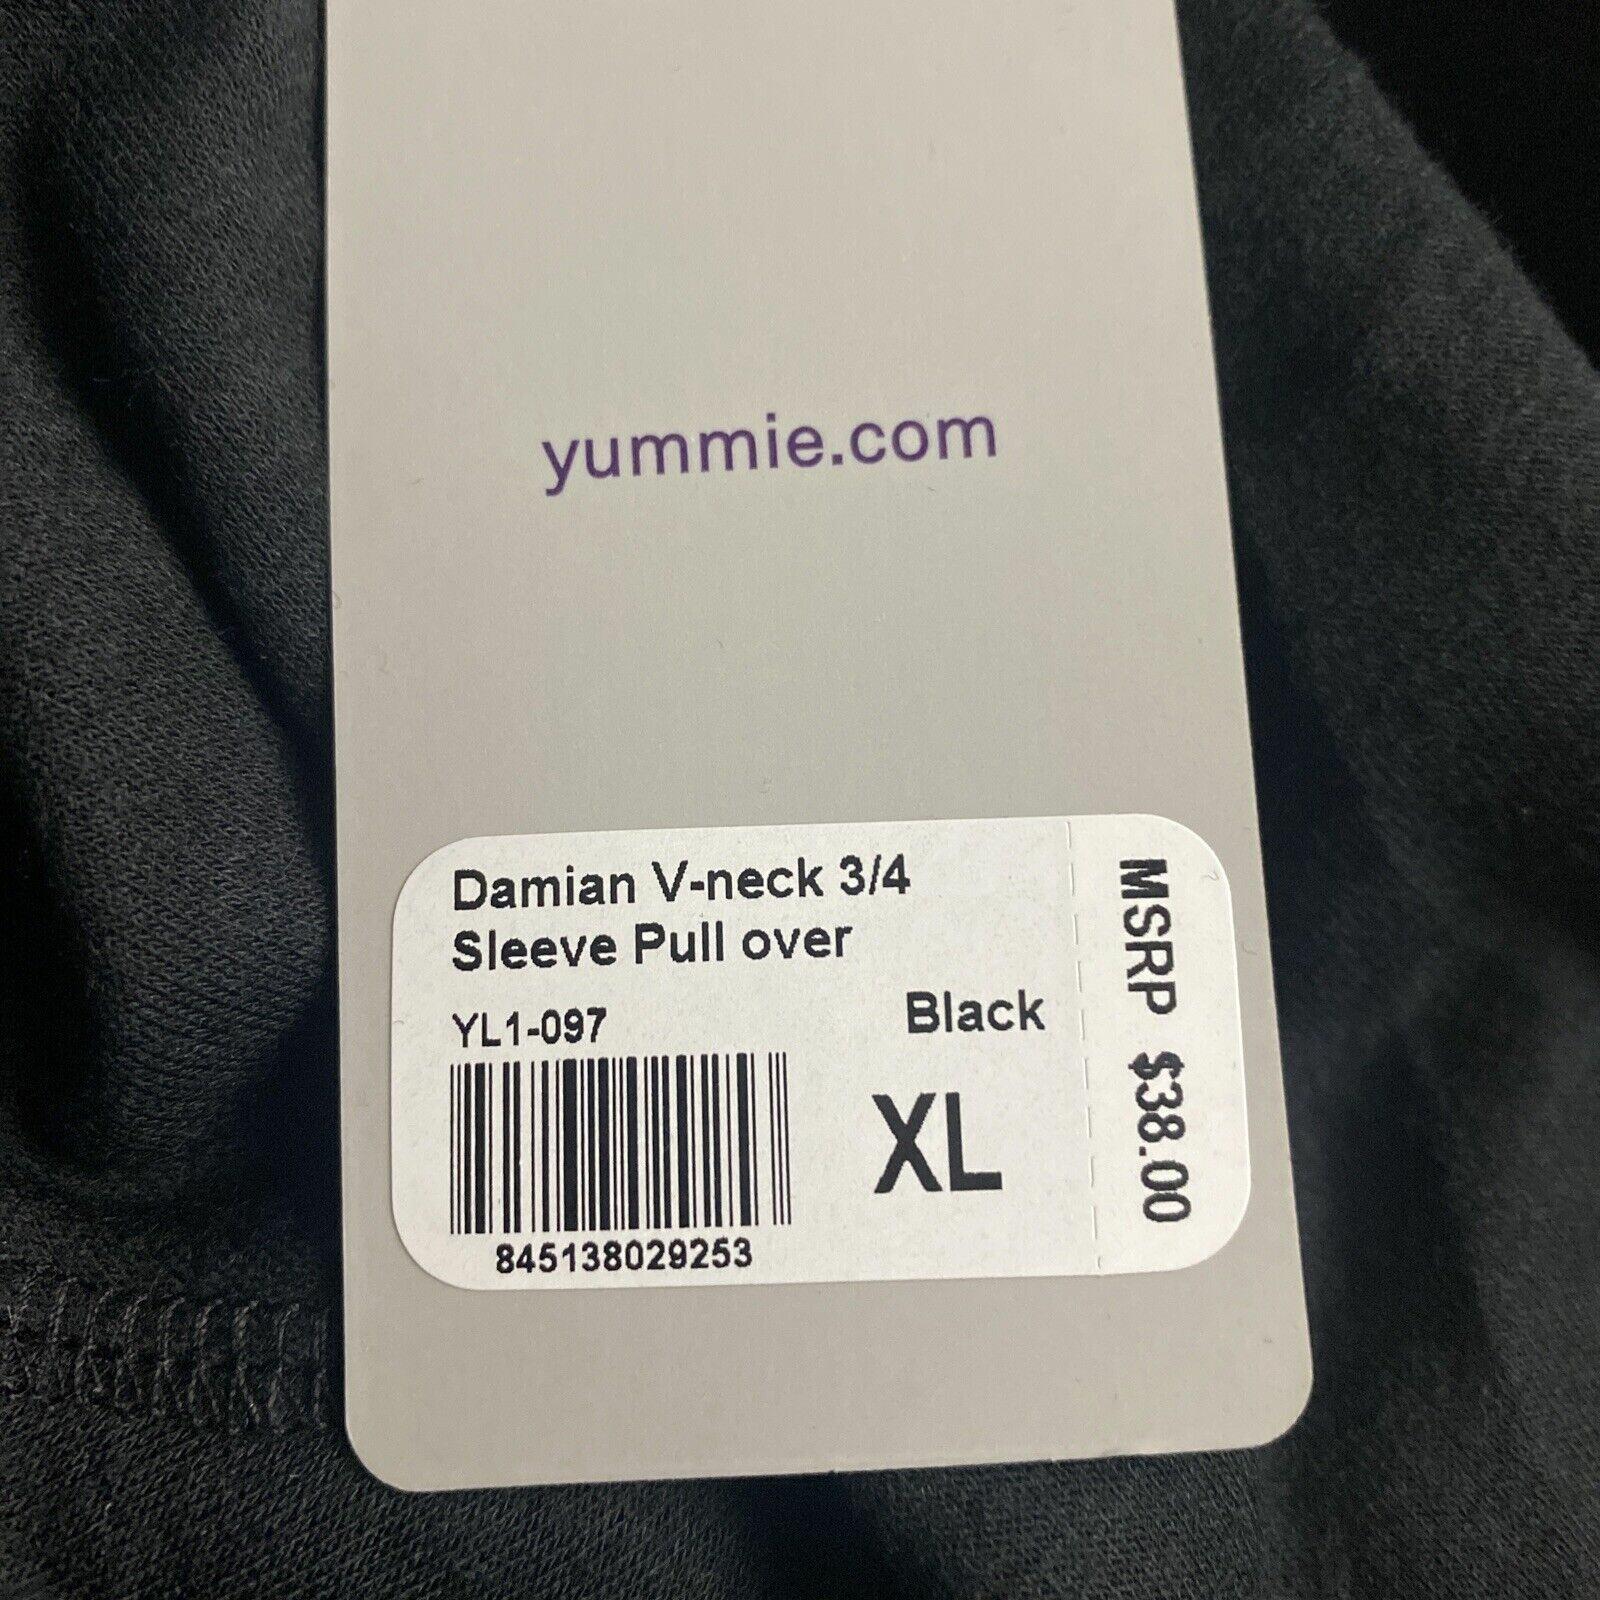 yummie.com
Damian V-neck 3/4
Sleeve Pull over
YL1-097
Black
XL
845138029253
MSRP $38.00